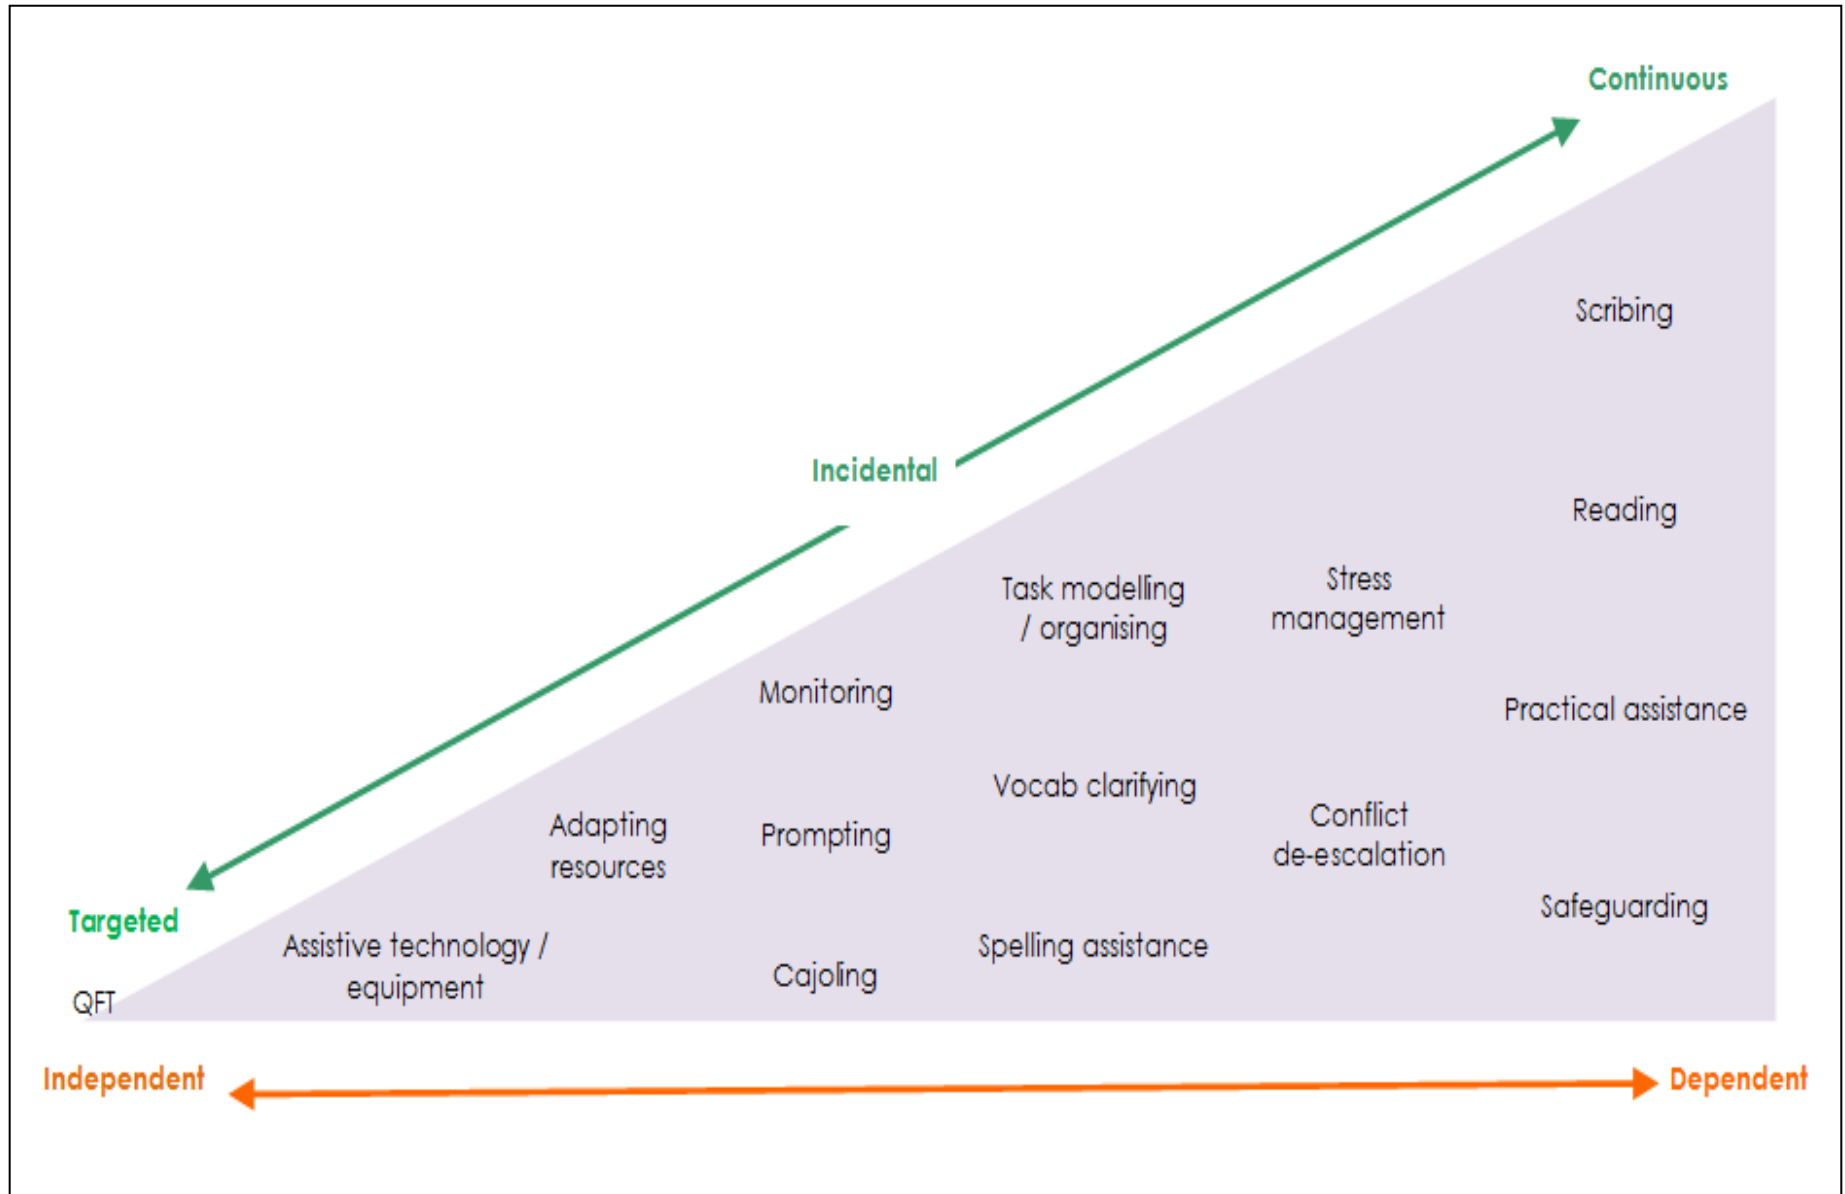 Continuous
Scribing
Incidental
Reading
Task modelling
/ organising
Stress
management
Monitoring
Practical assistance
Vocab clarifying
Adapting
resources
Prompting
Conflict
de-escalation
Targeted
Safeguarding
Assistive technology /
equipment
Cajoling
Spelling assistance
QFT
Independent
Dependent